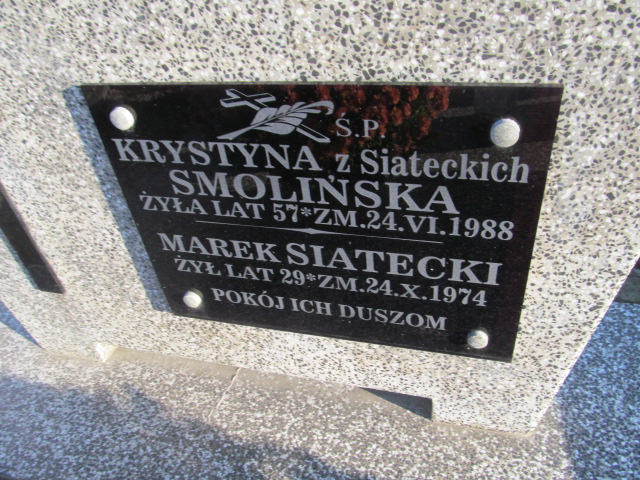 Ś.P.
KRYSTYNA z Siateckich
SMOLIŃSKA
ŻYŁA LAT 57*ZM.24.VI.1988
MAREK SIATECKI
ŻYŁ LAT 29*ZM.24.X.1974
POKÓJ ICH DUSZOM